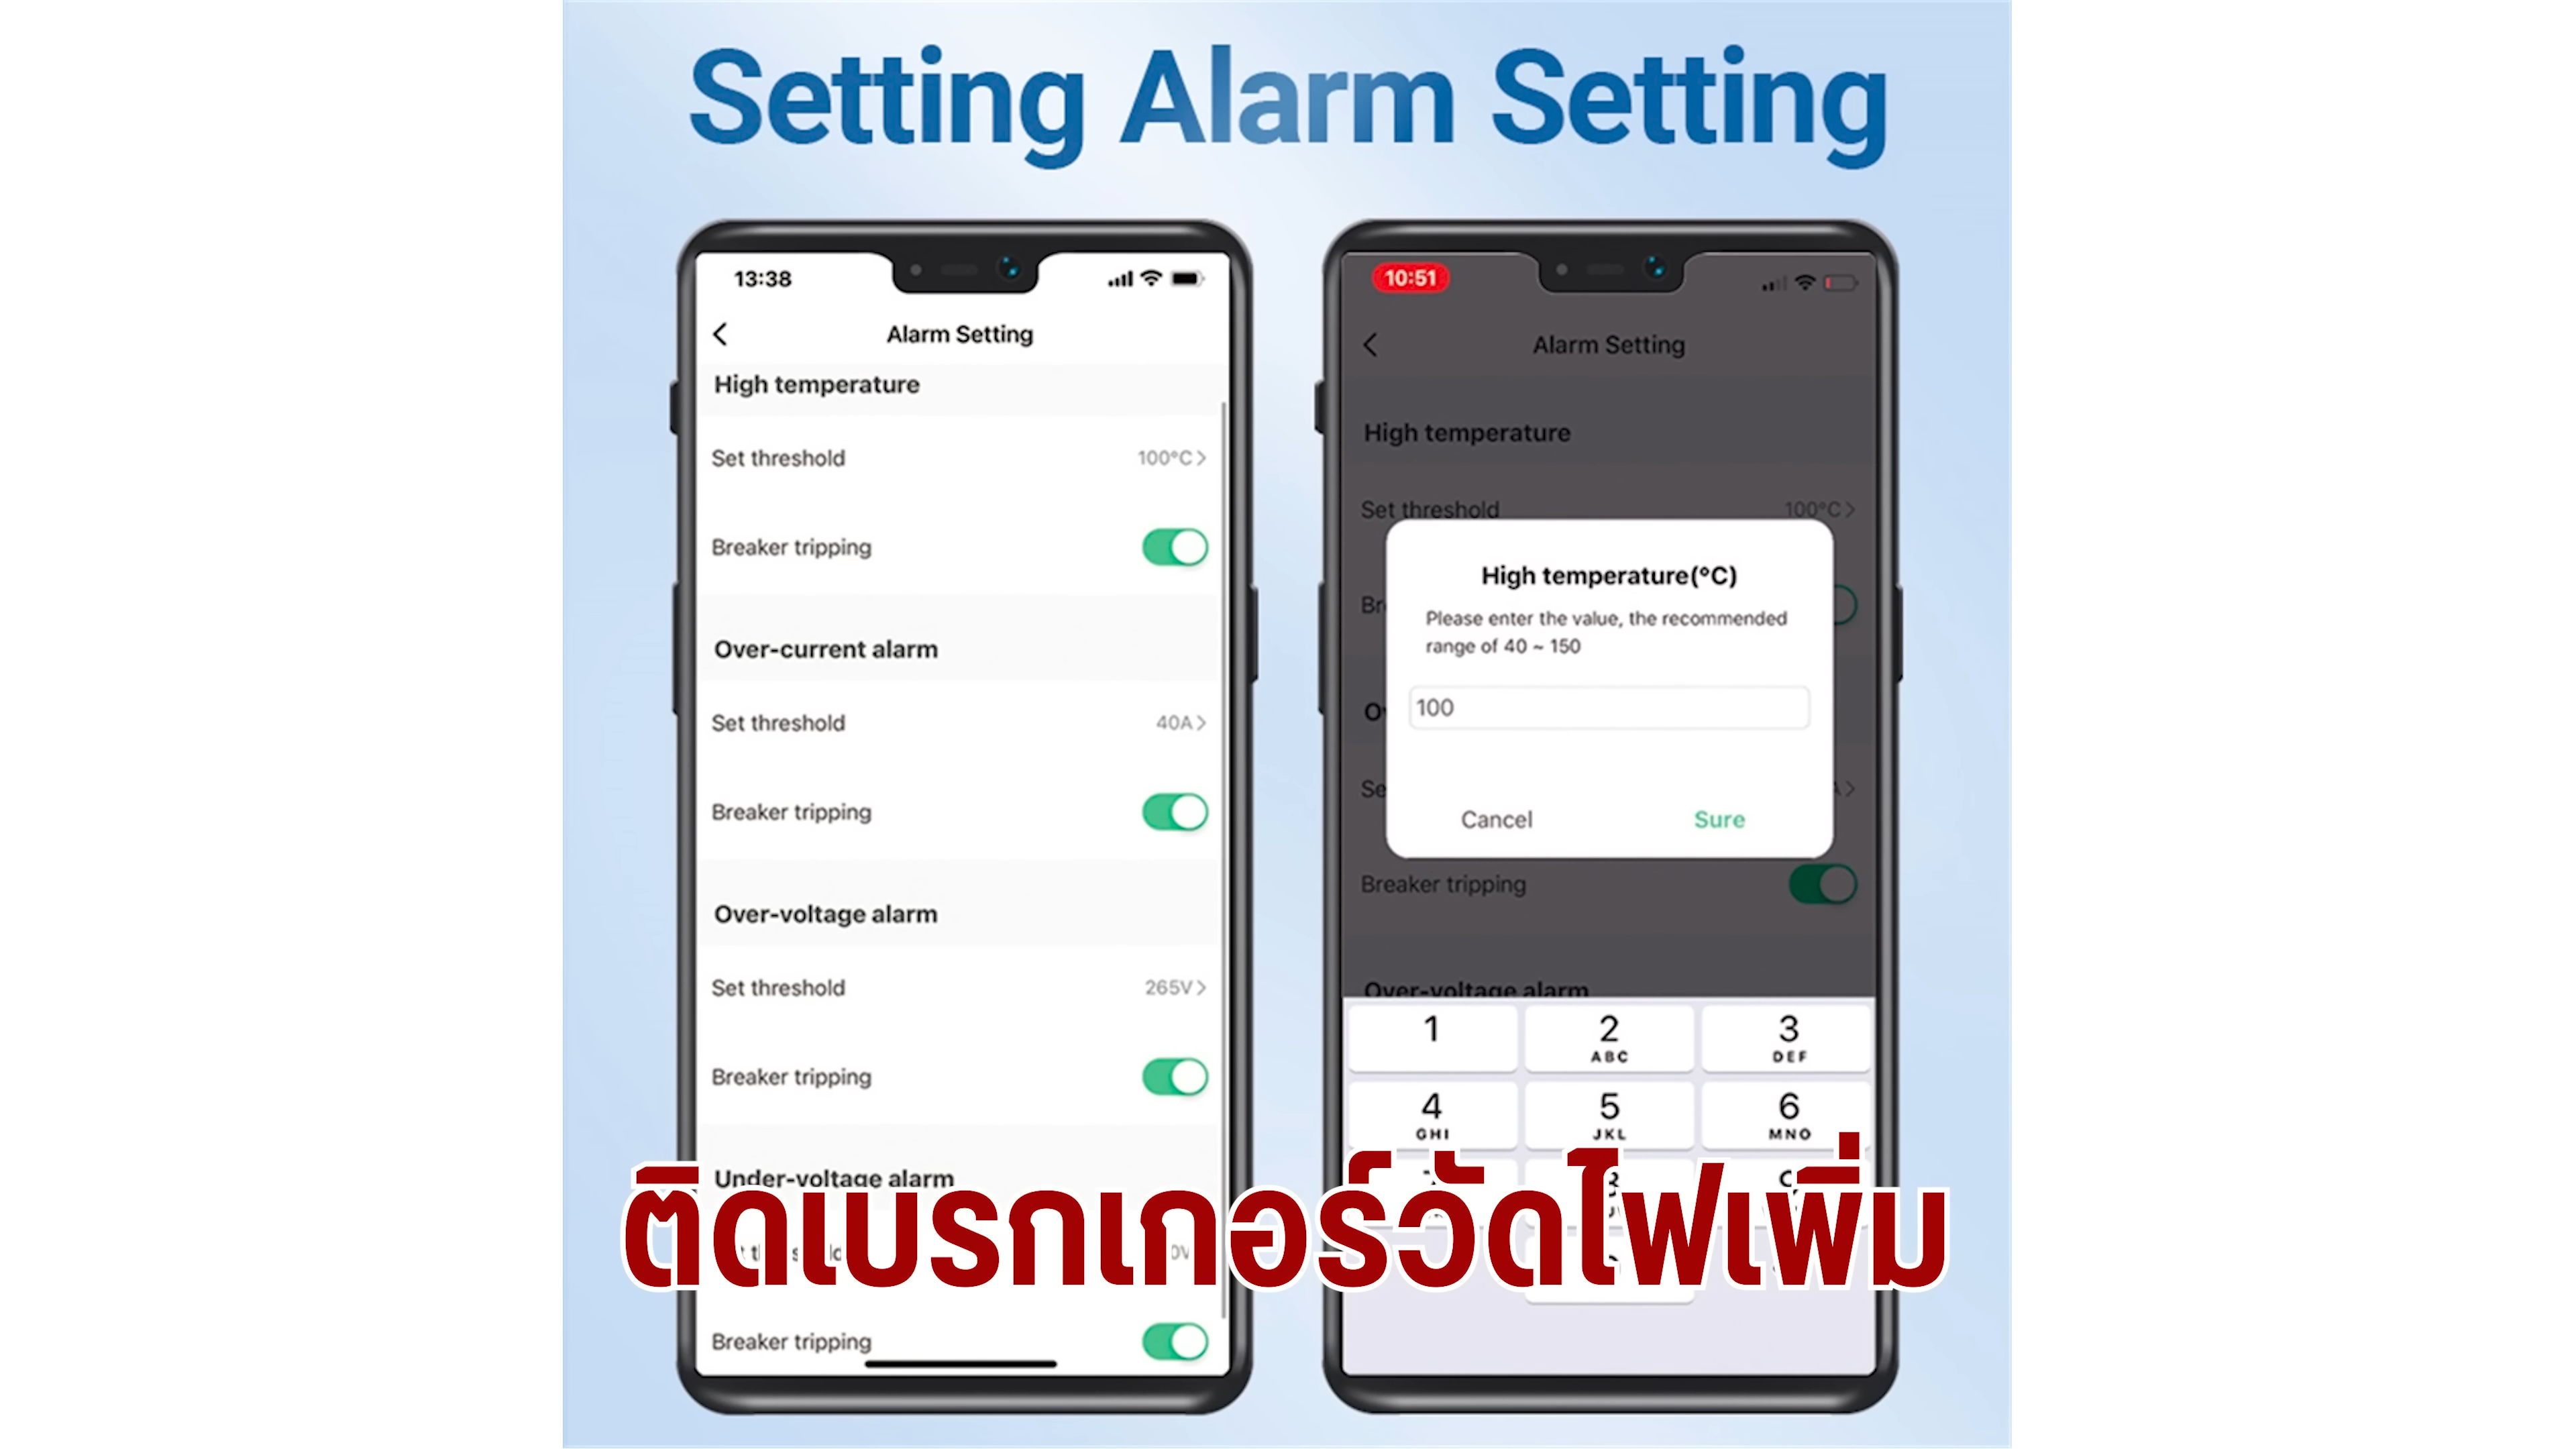 Setting Alarm Setting
13:38
Alarm Setting
High temperature
Set threshold 100°C >
Breaker tripping
Over-current alarm
Set threshold 40A >
Breaker tripping
Over-voltage alarm
Set threshold 265V >
Breaker tripping
Under-voltage alarm
Breaker tripping
10:51
Alarm Setting
High temperature
Set threshold 100°C >
High temperature(°C)
Please enter the value, the recommended
range of 40 ~ 150
100
Cancel Sure
Breaker tripping
Over-voltage alarm
1 2 3
ABC DEF
4 5 6
GHI JKL MNO
ติดเบรกเกอร์วัดไฟเพิ่ม